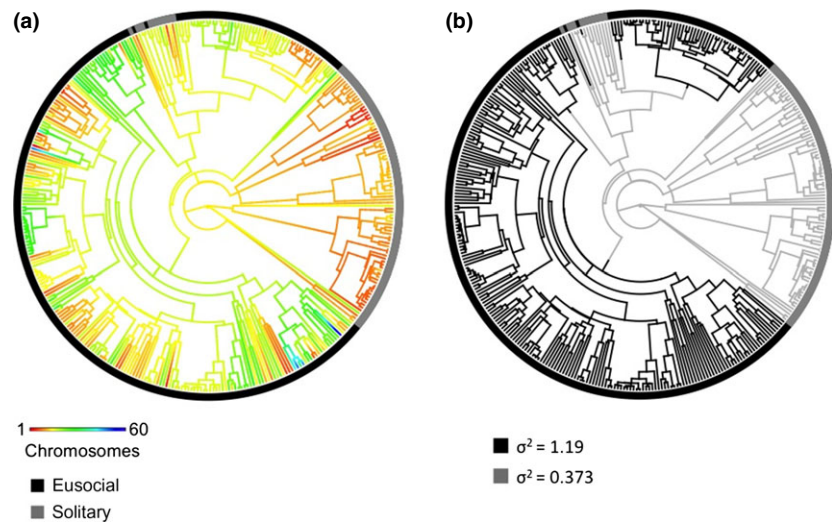 (a)
(b)
1 60
Chromosomes
Eusocial
Solitary
σ² = 1.19
σ² = 0.373